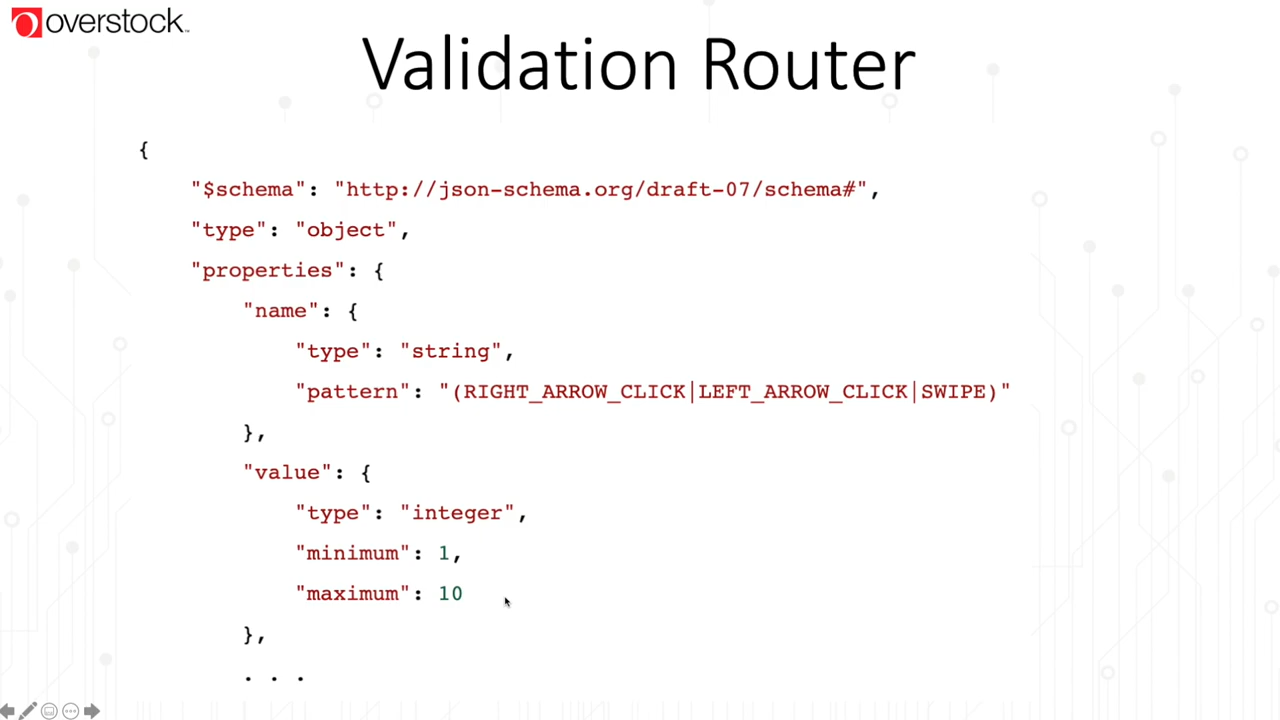 overstock™
Validation Router
{
"$schema": "http://json-schema.org/draft-07/schema#",
"type": "object",
"properties": {
"name": {
"type": "string",
"pattern": "(RIGHT_ARROW_CLICK|LEFT_ARROW_CLICK|SWIPE)"
},
"value": {
"type": "integer",
"minimum": 1,
"maximum": 10
},
. . .